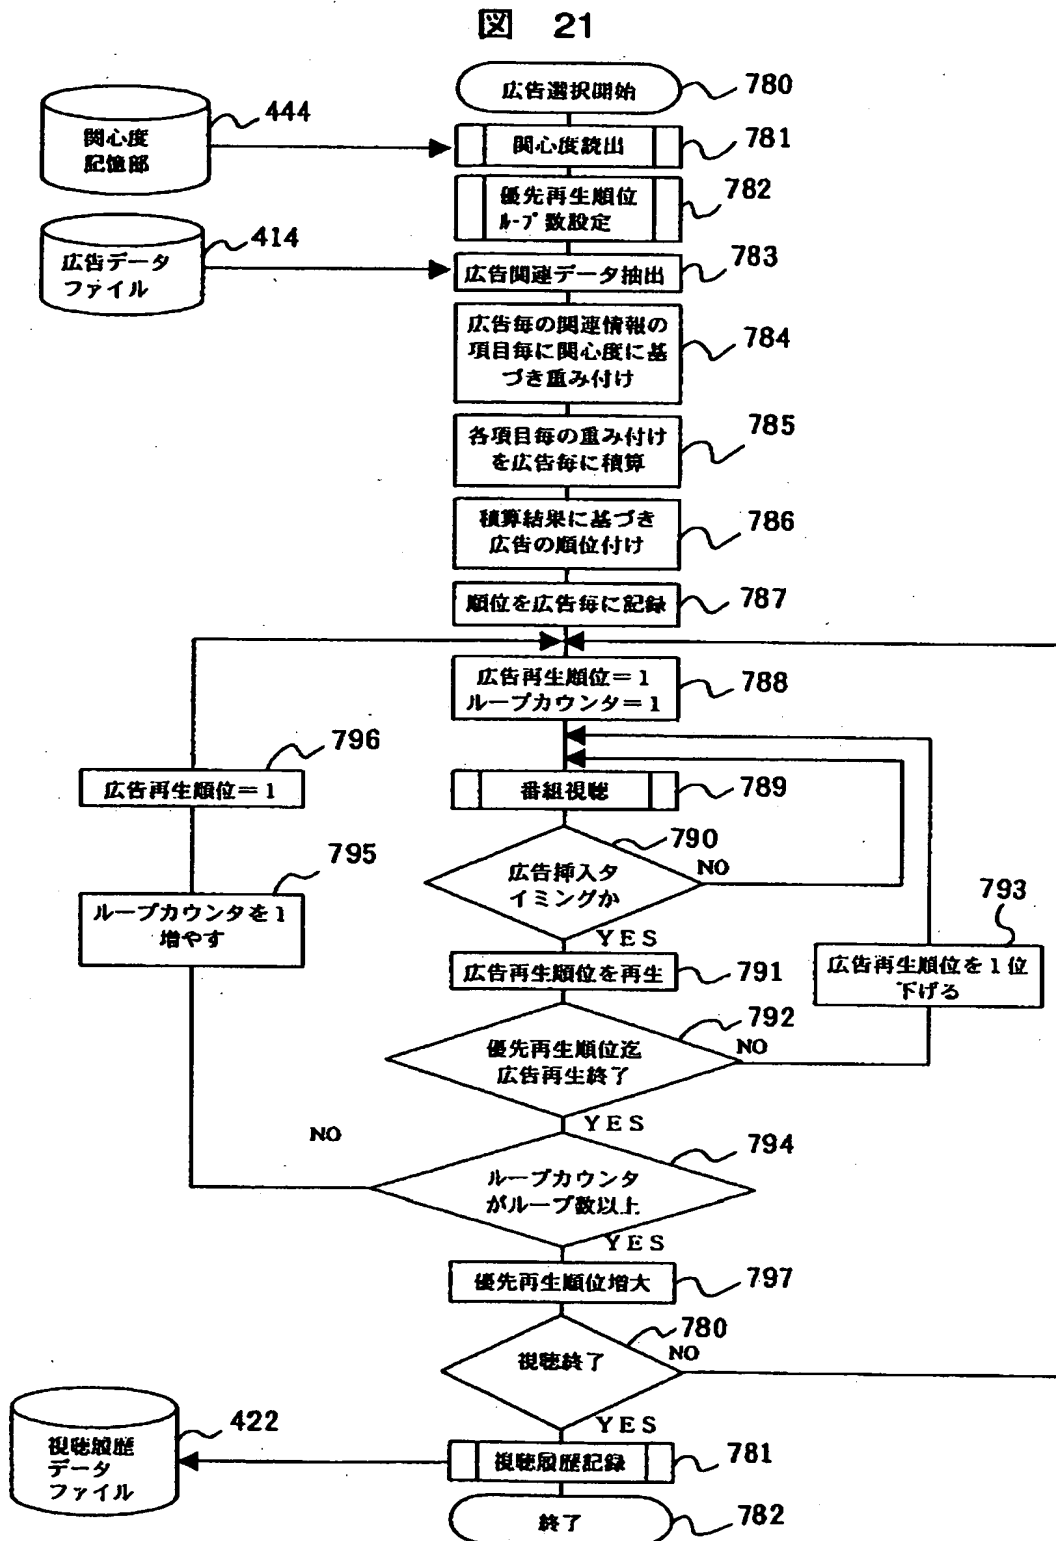 図 21
広告選択開始
780
444
関心度
記憶部
関心度読出
781
優先再生順位
ﾙｰﾌﾟ数設定
782
414
広告データ
ファイル
広告関連データ抽出
783
広告毎の関連情報の
項目毎に関心度に基
づき重み付け
784
各項目毎の重み付け
を広告毎に積算
785
積算結果に基づき
広告の順位付け
786
順位を広告毎に記録
787
広告再生順位＝1
ループカウンタ＝1
788
796
広告再生順位＝1
番組視聴
789
790
広告挿入タ
イミングか
NO
YES
795
ループカウンタを1
増やす
793
広告再生順位を1位
下げる
広告再生順位を再生
791
792
優先再生順位迄
広告再生終了
NO
YES
NO
794
ループカウンタ
がループ数以上
YES
優先再生順位増大
797
780
視聴終了
NO
YES
422
視聴履歴
データ
ファイル
視聴履歴記録
781
終了
782